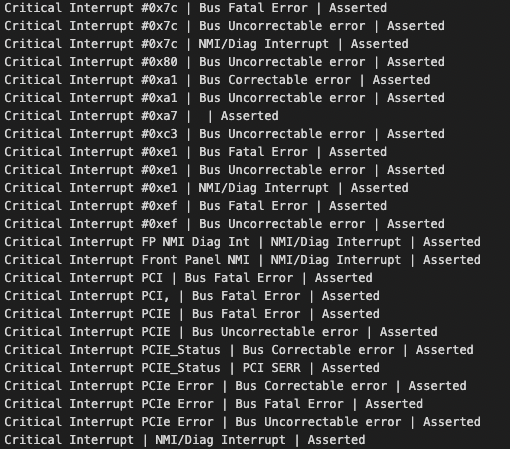 Critical Interrupt #0x7c | Bus Fatal Error | Asserted
Critical Interrupt #0x7c | Bus Uncorrectable error | Asserted
Critical Interrupt #0x7c | NMI/Diag Interrupt | Asserted
Critical Interrupt #0x80 | Bus Uncorrectable error | Asserted
Critical Interrupt #0xa1 | Bus Correctable error | Asserted
Critical Interrupt #0xa1 | Bus Uncorrectable error | Asserted
Critical Interrupt #0xa7 |  | Asserted
Critical Interrupt #0xc3 | Bus Uncorrectable error | Asserted
Critical Interrupt #0xe1 | Bus Fatal Error | Asserted
Critical Interrupt #0xe1 | Bus Uncorrectable error | Asserted
Critical Interrupt #0xe1 | NMI/Diag Interrupt | Asserted
Critical Interrupt #0xef | Bus Fatal Error | Asserted
Critical Interrupt #0xef | Bus Uncorrectable error | Asserted
Critical Interrupt FP NMI Diag Int | NMI/Diag Interrupt | Asserted
Critical Interrupt Front Panel NMI | NMI/Diag Interrupt | Asserted
Critical Interrupt PCI | Bus Fatal Error | Asserted
Critical Interrupt PCI, | Bus Fatal Error | Asserted
Critical Interrupt PCIE | Bus Fatal Error | Asserted
Critical Interrupt PCIE | Bus Uncorrectable error | Asserted
Critical Interrupt PCIE_Status | Bus Correctable error | Asserted
Critical Interrupt PCIE_Status | PCI SERR | Asserted
Critical Interrupt PCIe Error | Bus Correctable error | Asserted
Critical Interrupt PCIe Error | Bus Fatal Error | Asserted
Critical Interrupt PCIe Error | Bus Uncorrectable error | Asserted
Critical Interrupt | NMI/Diag Interrupt | Asserted